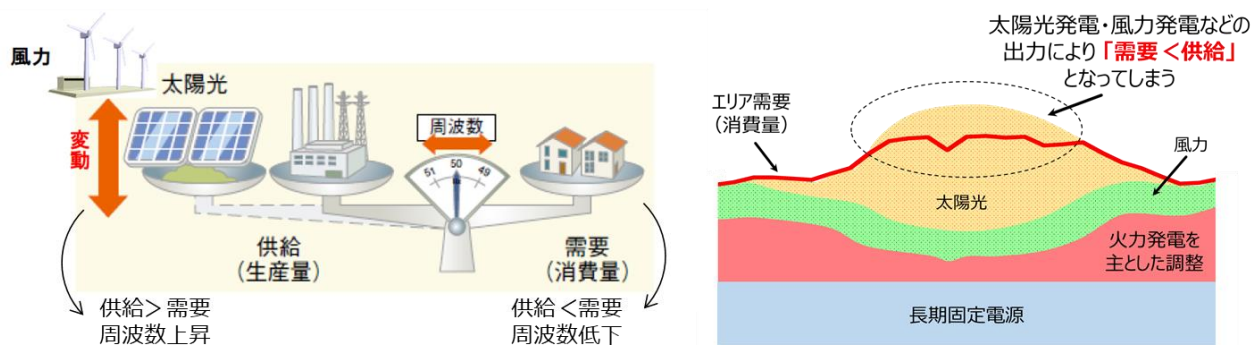 風力
太陽光
変動
周波数
51
50
49
供給
（生産量）
需要
（消費量）
供給＞需要
周波数上昇
供給＜需要
周波数低下
太陽光発電・風力発電などの
出力により「需要＜供給」
となってしまう
エリア需要
（消費量）
風力
太陽光
火力発電を
主とした調整
長期固定電源